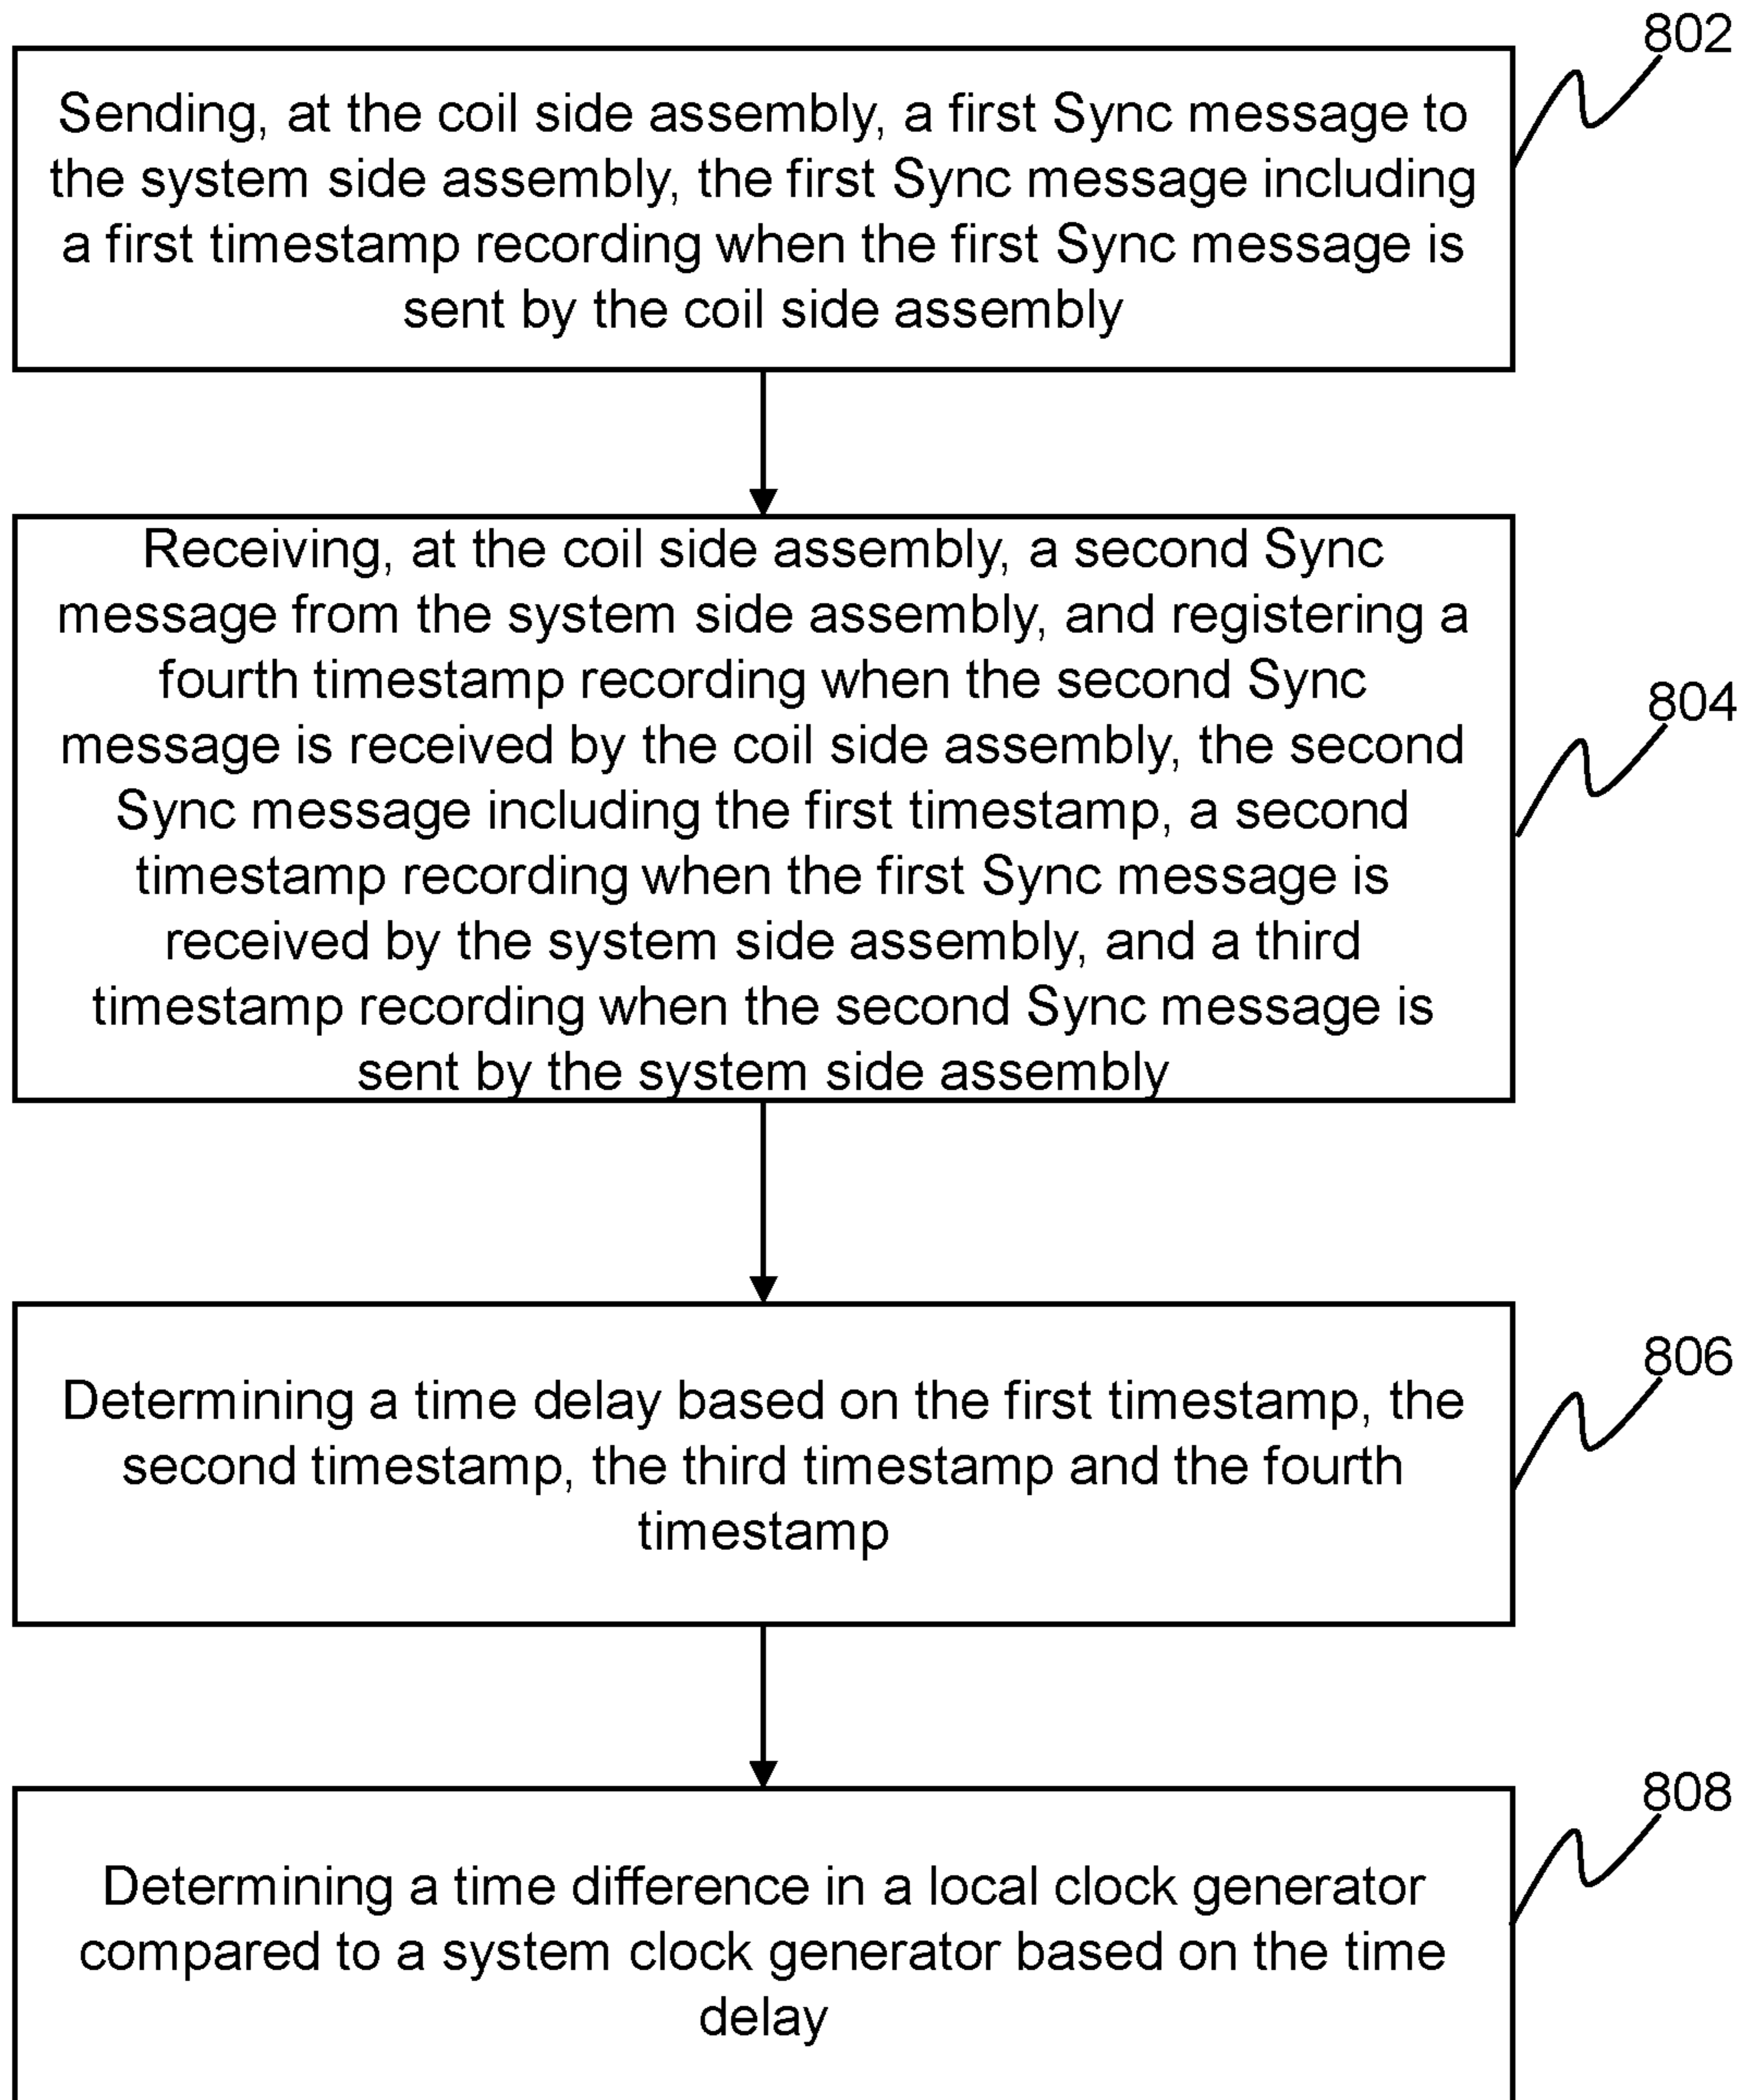 802
Sending, at the coil side assembly, a first Sync message to
the system side assembly, the first Sync message including
a first timestamp recording when the first Sync message is
sent by the coil side assembly
Receiving, at the coil side assembly, a second Sync
message from the system side assembly, and registering a
fourth timestamp recording when the second Sync
message is received by the coil side assembly, the second
Sync message including the first timestamp, a second
timestamp recording when the first Sync message is
received by the system side assembly, and a third
timestamp recording when the second Sync message is
sent by the system side assembly
804
Determining a time delay based on the first timestamp, the
second timestamp, the third timestamp and the fourth
timestamp
806
Determining a time difference in a local clock generator
compared to a system clock generator based on the time
delay
808